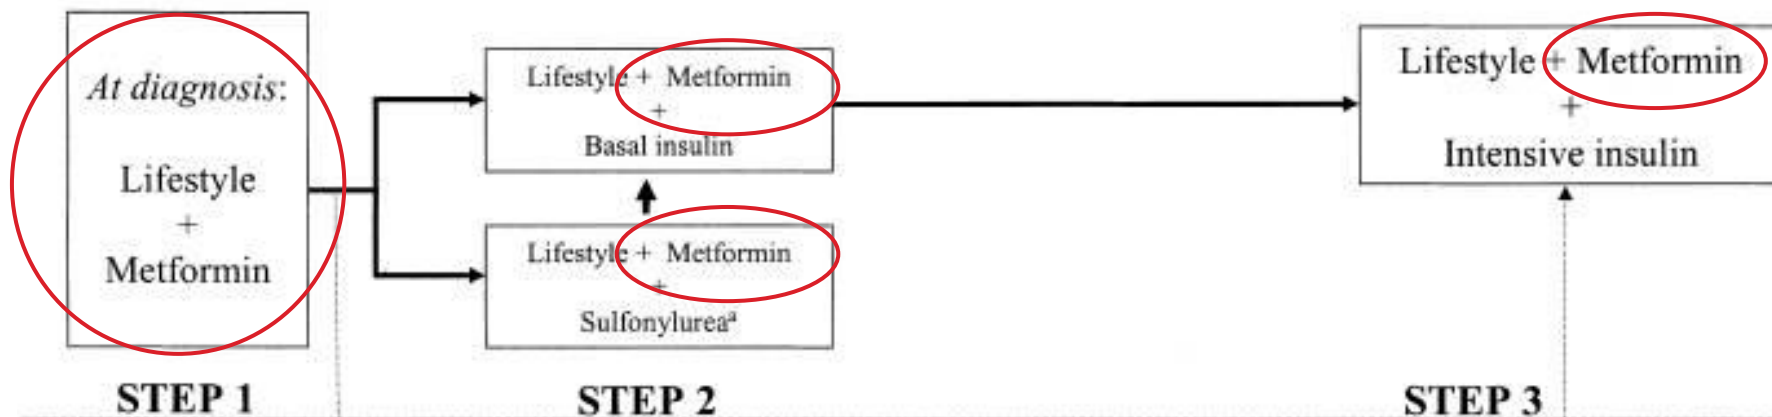 At diagnosis:
Lifestyle
+
Metformin
STEP 1
Lifestyle + Metformin
+
Basal insulin
Lifestyle + Metformin
+
Sulfonylureaᵃ
STEP 2
Lifestyle + Metformin
+
Intensive insulin
STEP 3